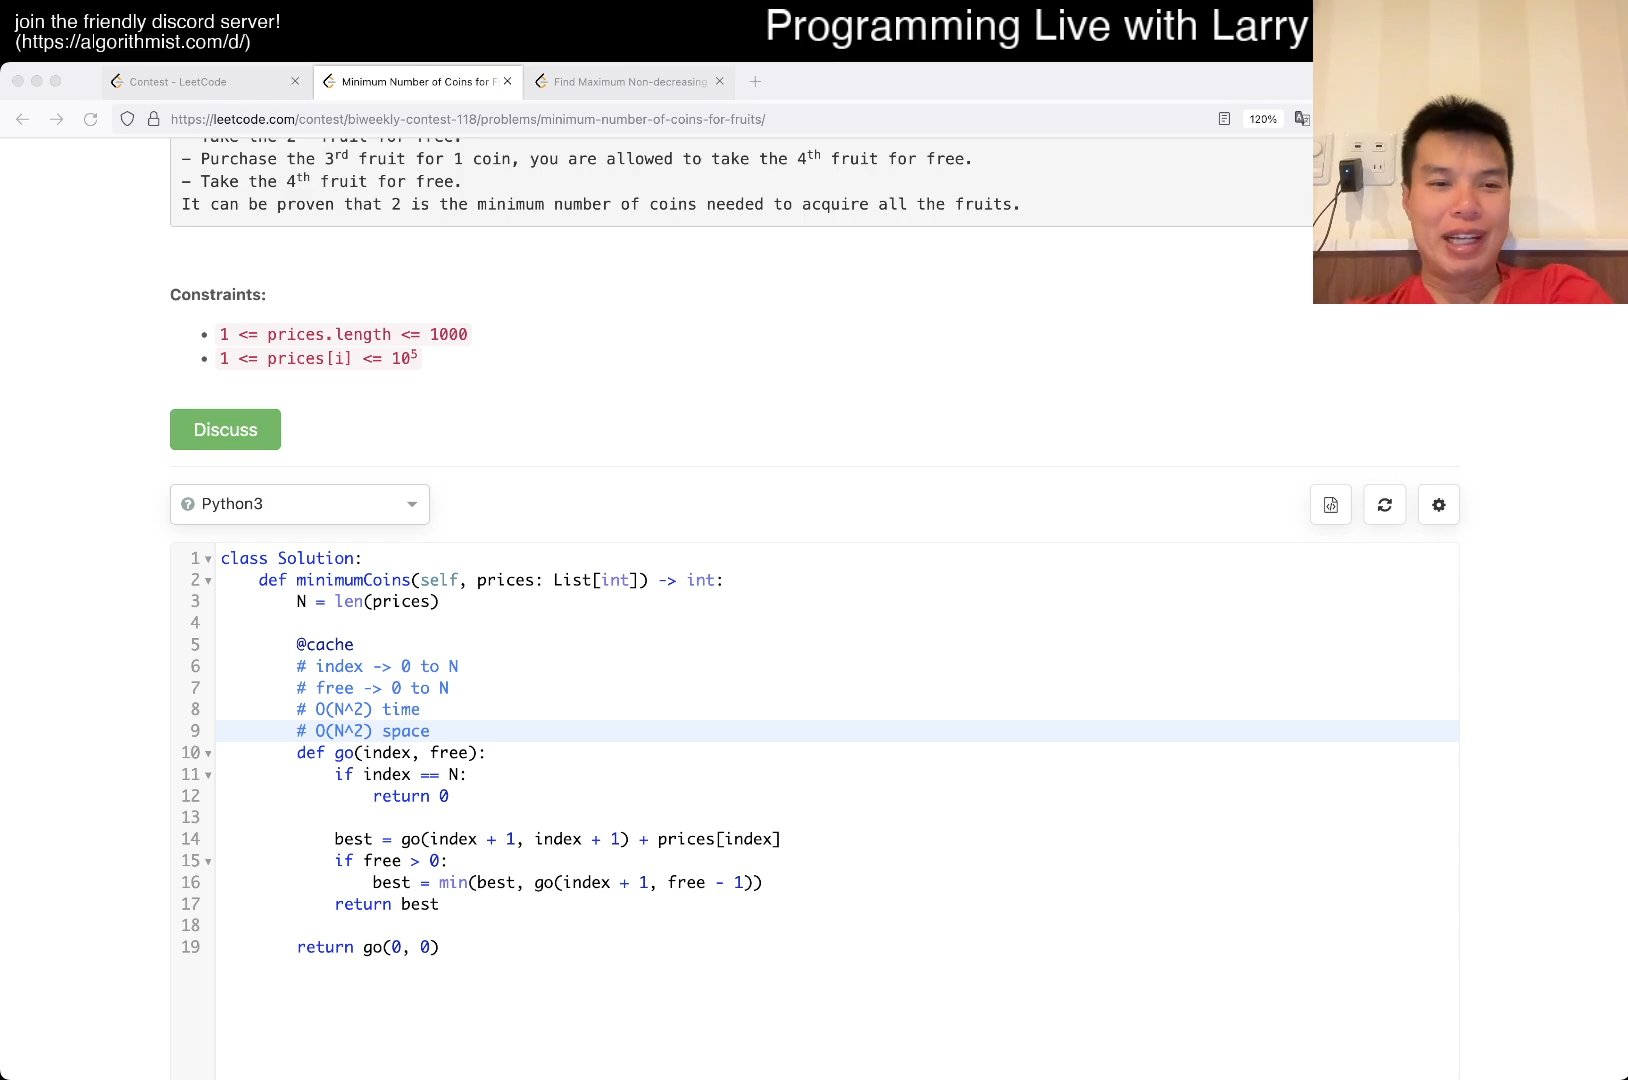 join the friendly discord server!
(https://algorithmist.com/d/)
Programming Live with Larry
Contest - LeetCode
Minimum Number of Coins for F
Find Maximum Non-decreasing
https://leetcode.com/contest/biweekly-contest-118/problems/minimum-number-of-coins-for-fruits/
120%
– Take the 2nd fruit for free.
– Purchase the 3rd fruit for 1 coin, you are allowed to take the 4th fruit for free.
– Take the 4th fruit for free.
It can be proven that 2 is the minimum number of coins needed to acquire all the fruits.
Constraints:
• 1 <= prices.length <= 1000
• 1 <= prices[i] <= 10⁵
Discuss
Python3
1 class Solution:
2     def minimumCoins(self, prices: List[int]) -> int:
3         N = len(prices)
4
5         @cache
6         # index -> 0 to N
7         # free -> 0 to N
8         # O(N^2) time
9         # O(N^2) space
10         def go(index, free):
11             if index == N:
12                 return 0
13
14             best = go(index + 1, index + 1) + prices[index]
15             if free > 0:
16                 best = min(best, go(index + 1, free - 1))
17             return best
18
19         return go(0, 0)